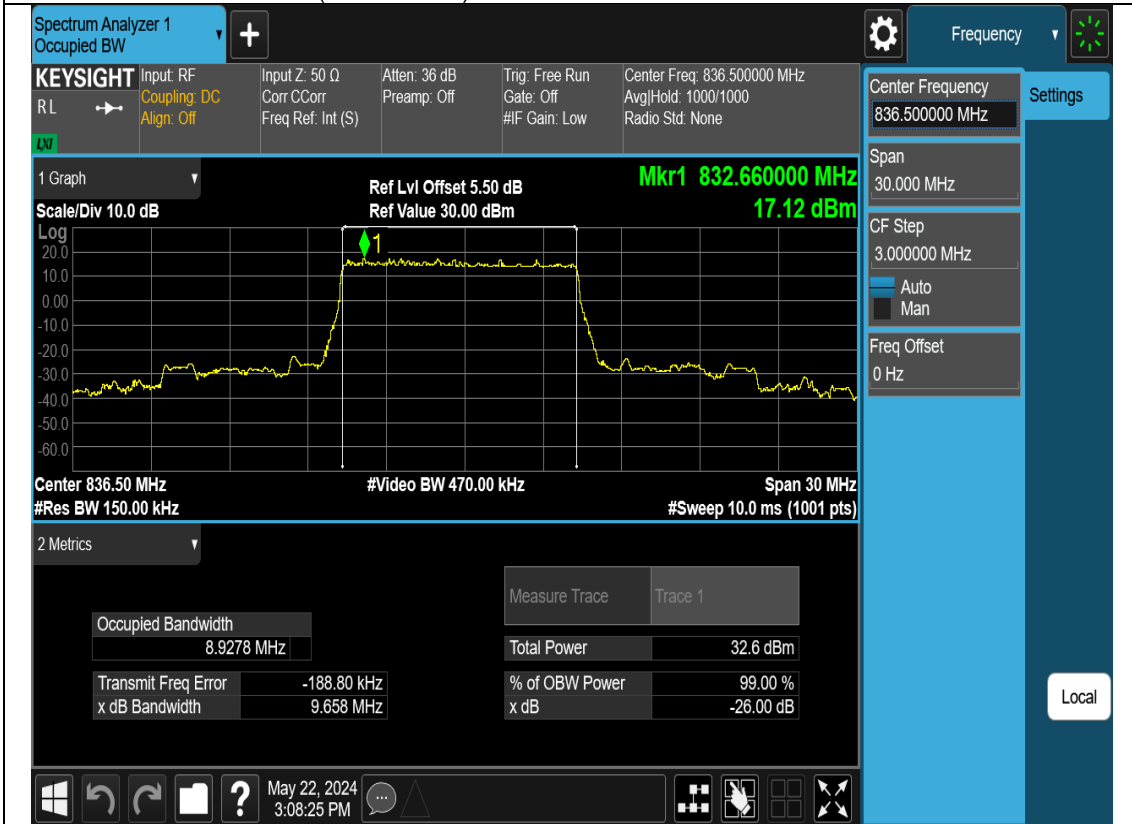 Spectrum Analyzer 1
Occupied BW
+
Frequency
KEYSIGHT
RL
LXI
Input: RF
Coupling: DC
Align: Off
Input Z: 50 Ω
Corr CCorr
Freq Ref: Int (S)
Atten: 36 dB
Preamp: Off
Trig: Free Run
Gate: Off
#IF Gain: Low
Center Freq: 836.500000 MHz
Avg|Hold: 1000/1000
Radio Std: None
Center Frequency
836.500000 MHz
Settings
Span
30.000 MHz
CF Step
3.000000 MHz
Auto
Man
Freq Offset
0 Hz
Local
1 Graph
Scale/Div 10.0 dB
Ref Lvl Offset 5.50 dB
Ref Value 30.00 dBm
Mkr1 832.660000 MHz
17.12 dBm
Log
1
20.0
10.0
0.00
-10.0
-20.0
-30.0
-40.0
-50.0
-60.0
Center 836.50 MHz
#Video BW 470.00 kHz
Span 30 MHz
#Res BW 150.00 kHz
#Sweep 10.0 ms (1001 pts)
2 Metrics
Measure Trace Trace 1
Occupied Bandwidth
8.9278 MHz
Total Power 32.6 dBm
Transmit Freq Error -188.80 kHz
% of OBW Power 99.00 %
x dB Bandwidth 9.658 MHz
x dB -26.00 dB
?
May 22, 2024
3:08:25 PM